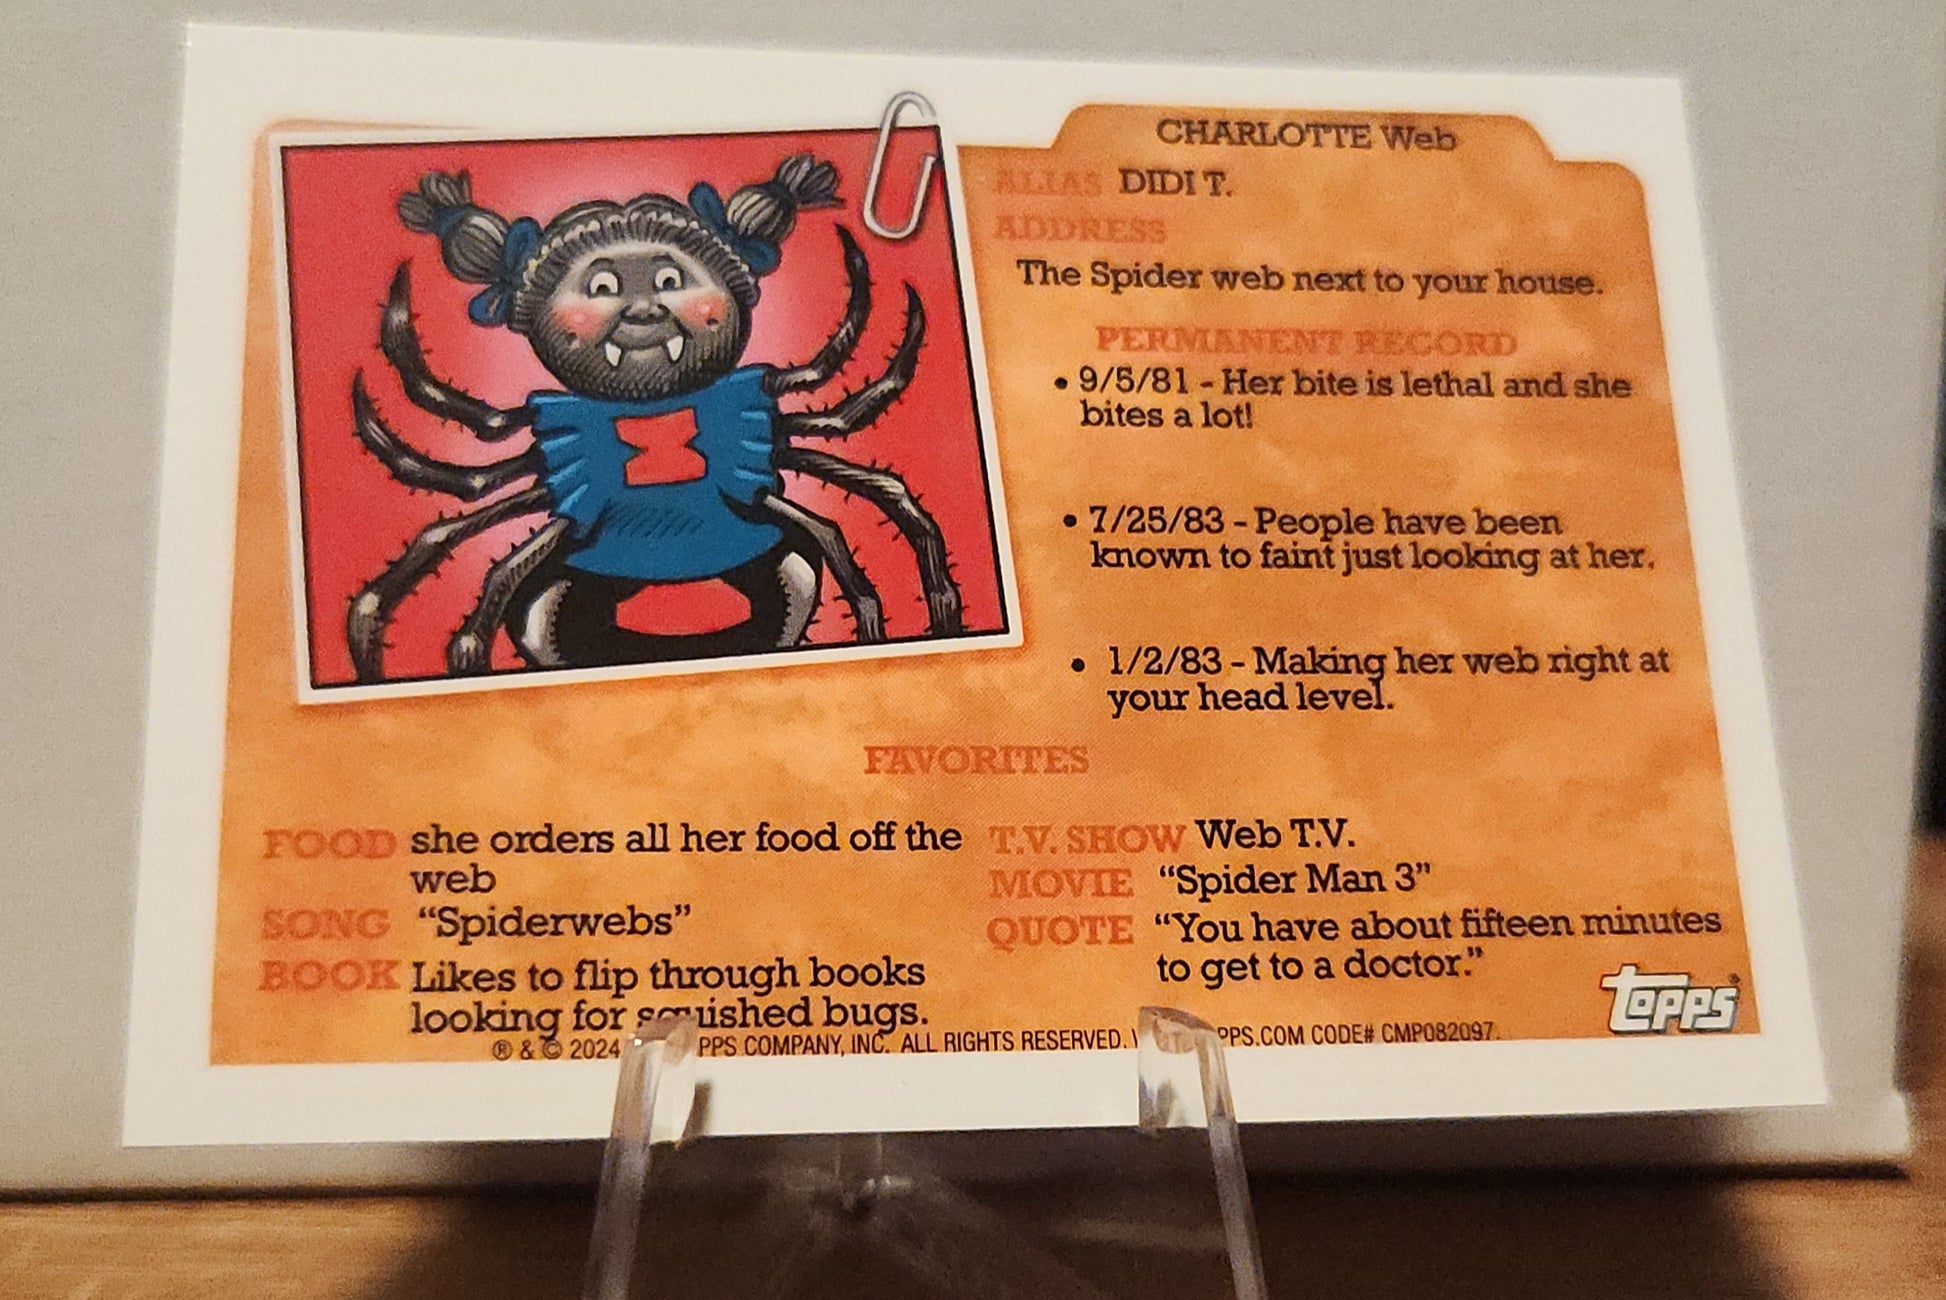 CHARLOTTE Web
ALIAS DIDI T.
ADDRESS
The Spider web next to your house.
PERMANENT RECORD
• 9/5/81 - Her bite is lethal and she
bites a lot!
• 7/25/83 - People have been
known to faint just looking at her.
• 1/2/83 - Making her web right at
your head level.
FAVORITES
FOOD she orders all her food off the
web
SONG “Spiderwebs”
BOOK Likes to flip through books
looking for squished bugs.
T.V. SHOW Web T.V.
MOVIE “Spider Man 3”
QUOTE “You have about fifteen minutes
to get to a doctor.”
topps
® & © 2024 COMPANY, INC. ALL RIGHTS RESERVED. CODE# CMP082097.